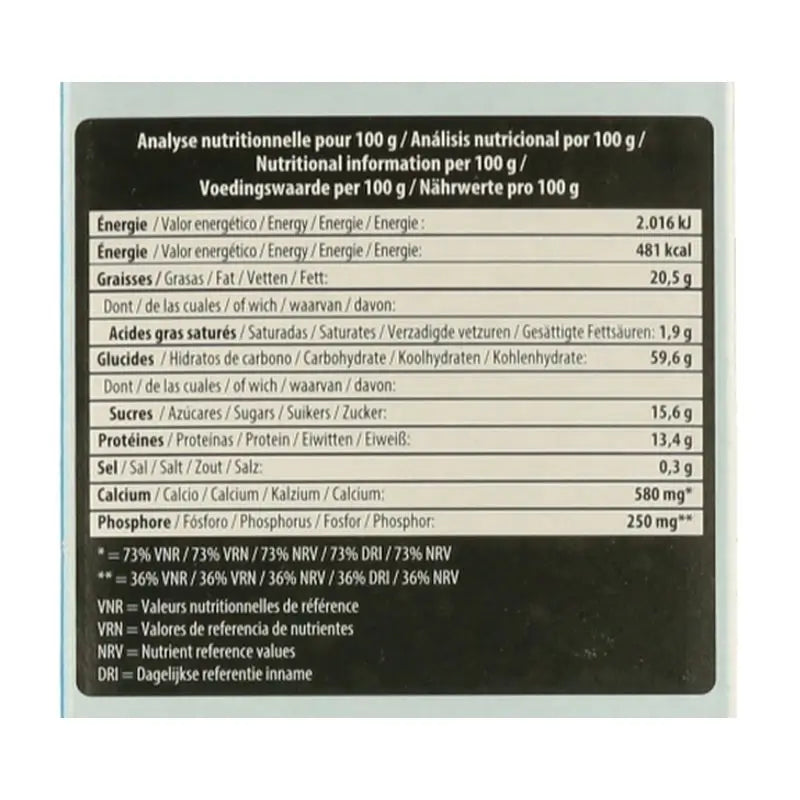 Analyse nutritionnelle pour 100 g / Análisis nutricional por 100 g /
Nutritional information per 100 g /
Voedingswaarde per 100 g / Nährwerte pro 100 g
Énergie / Valor energético / Energy / Energie / Energie : 2.016 kJ
Énergie / Valor energético / Energy / Energie / Energie: 481 kcal
Graisses / Grasas / Fat / Vetten / Fett: 20,5 g
Dont / de las cuales / of wich / waarvan / davon:
Acides gras saturés / Saturadas / Saturates / Verzadigde vetzuren / Gesättigte Fettsäuren: 1,9 g
Glucides / Hidratos de carbono / Carbohydrate / Koolhydraten / Kohlenhydrate: 59,6 g
Dont / de las cuales / of wich / waarvan / davon:
Sucres / Azúcares / Sugars / Suikers / Zucker: 15,6 g
Protéines / Proteínas / Protein / Eiwitten / Eiweiß: 13,4 g
Sel / Sal / Salt / Zout / Salz: 0,3 g
Calcium / Calcio / Calcium / Kalzium / Calcium: 580 mg*
Phosphore / Fósforo / Phosphorus / Fosfor / Phosphor: 250 mg**
* = 73% VNR / 73% VRN / 73% NRV / 73% DRI / 73% NRV
** = 36% VNR / 36% VRN / 36% NRV / 36% DRI / 36% NRV
VNR = Valeurs nutritionnelles de référence
VRN = Valores de referencia de nutrientes
NRV = Nutrient reference values
DRI = Dagelijkse referentie inname